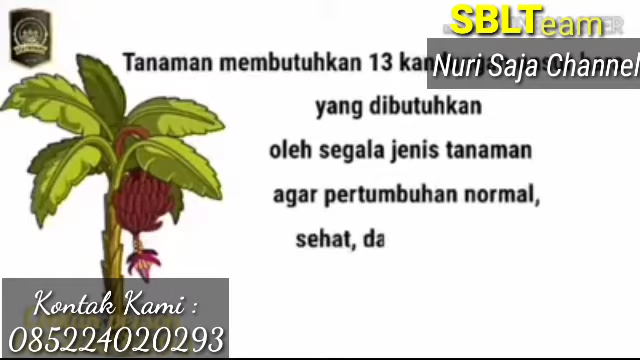 SBLTeam
Nuri Saja Channel
Tanaman membutuhkan 13
yang dibutuhkan
oleh segala jenis tanaman
agar pertumbuhan normal,
sehat, da
Kontak Kami :
085224020293